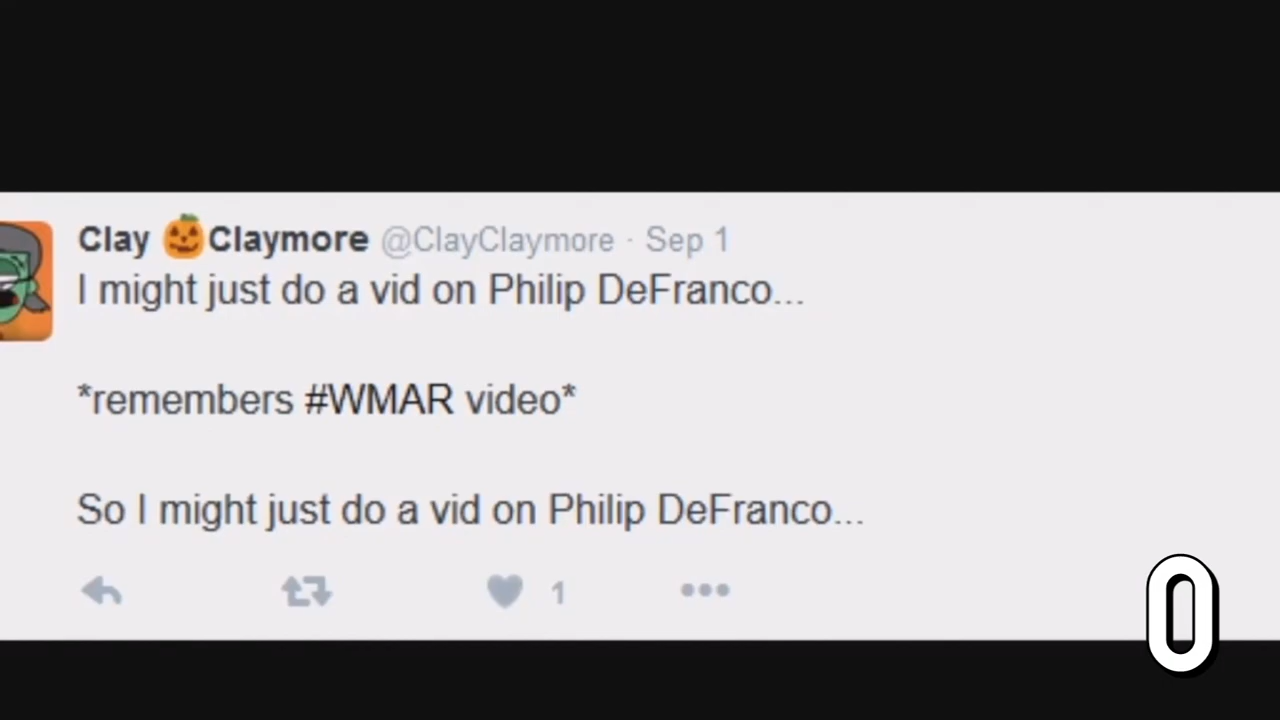 Clay 🎃Claymore @ClayClaymore · Sep 1
I might just do a vid on Philip DeFranco...
*remembers #WMAR video*
So I might just do a vid on Philip DeFranco...
1
0